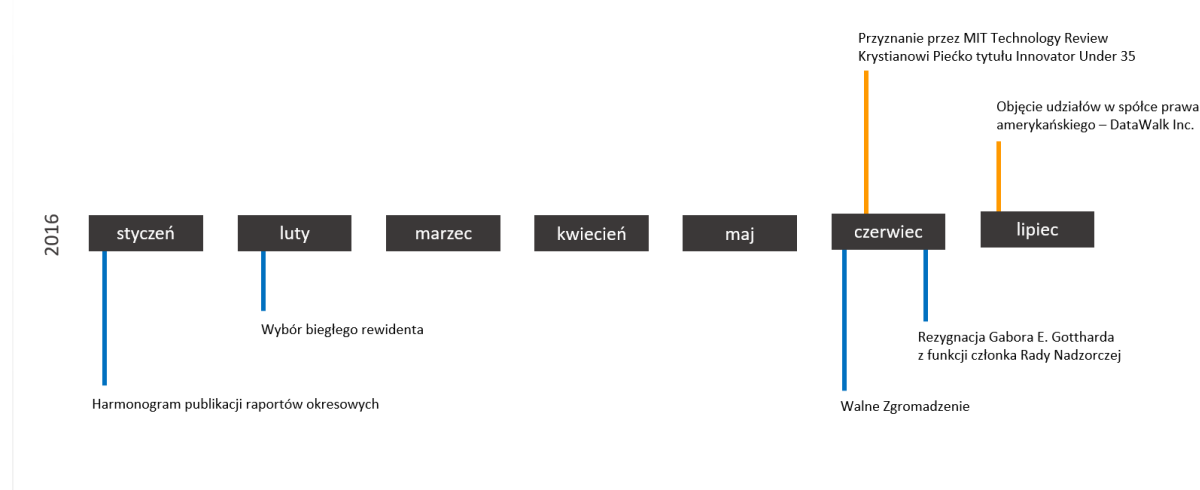 Przyznanie przez MIT Technology Review
Krystianowi Piećko tytułu Innovator Under 35
Objęcie udziałów w spółce prawa
amerykańskiego – DataWalk Inc.
2016
styczeń
luty
marzec
kwiecień
maj
czerwiec
lipiec
Wybór biegłego rewidenta
Rezygnacja Gabora E. Gottharda
z funkcji członka Rady Nadzorczej
Harmonogram publikacji raportów okresowych
Walne Zgromadzenie